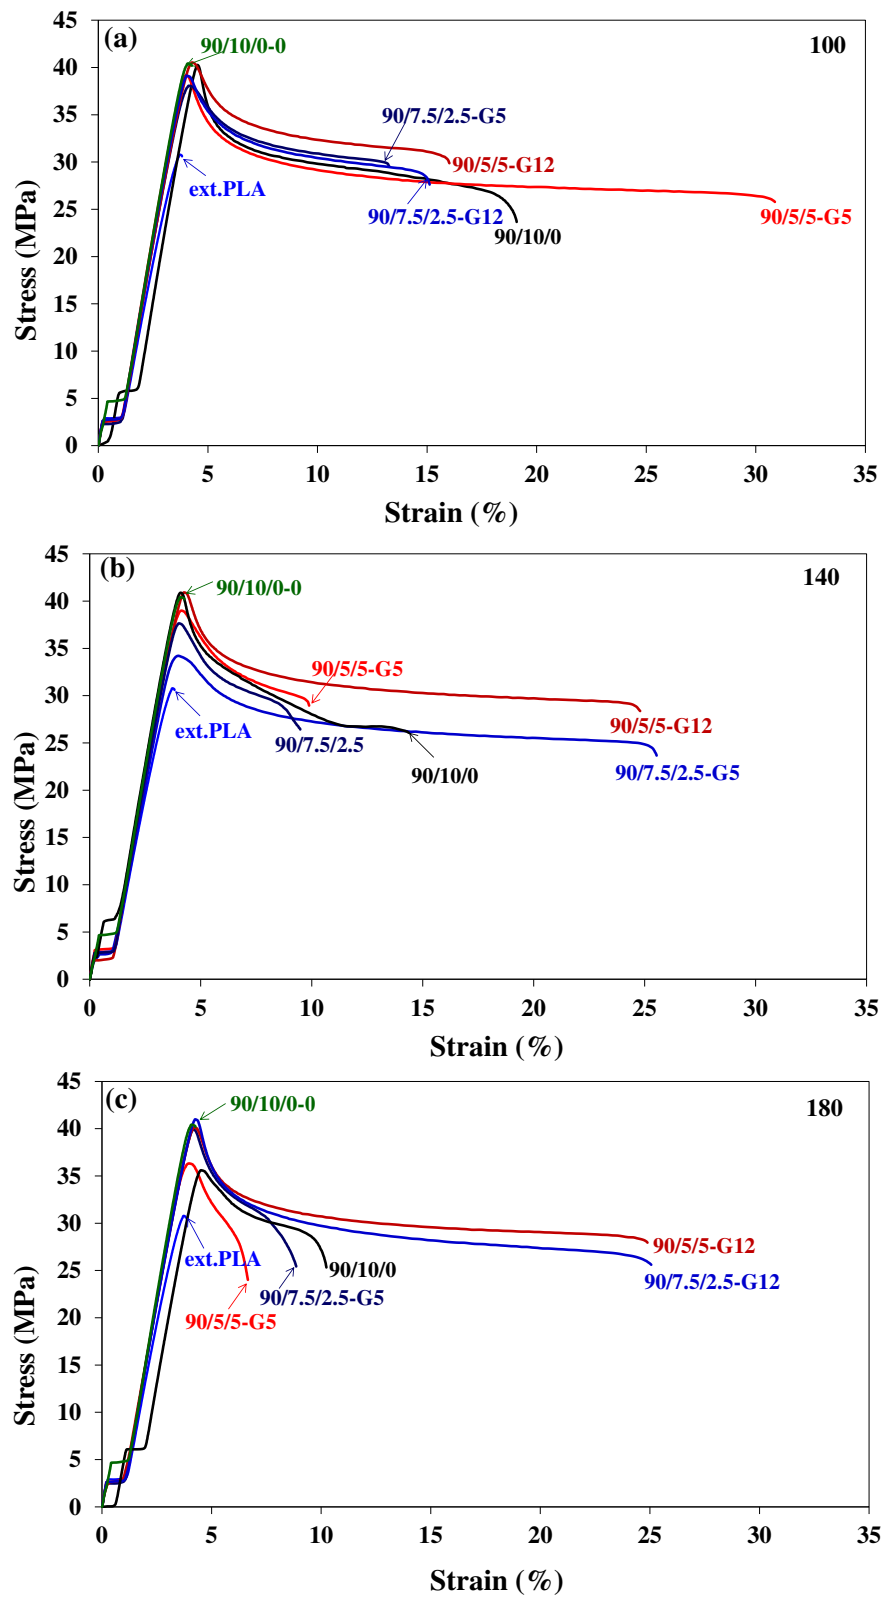 (a)
100
90/10/0-0
90/7.5/2.5-G5
90/5/5-G12
ext.PLA
90/7.5/2.5-G12
90/5/5-G5
90/10/0
45
40
35
30
25
20
15
10
5
0
Stress (MPa)
0 5 10 15 20 25 30 35
Strain (%)
(b)
140
90/10/0-0
90/5/5-G5
ext.PLA
90/5/5-G12
90/7.5/2.5
90/10/0
90/7.5/2.5-G5
45
40
35
30
25
20
15
10
5
0
Stress (MPa)
0 5 10 15 20 25 30 35
Strain (%)
(c)
180
90/10/0-0
ext.PLA
90/5/5-G12
90/10/0
90/7.5/2.5-G12
90/7.5/2.5-G5
90/5/5-G5
45
40
35
30
25
20
15
10
5
0
Stress (MPa)
0 5 10 15 20 25 30 35
Strain (%)